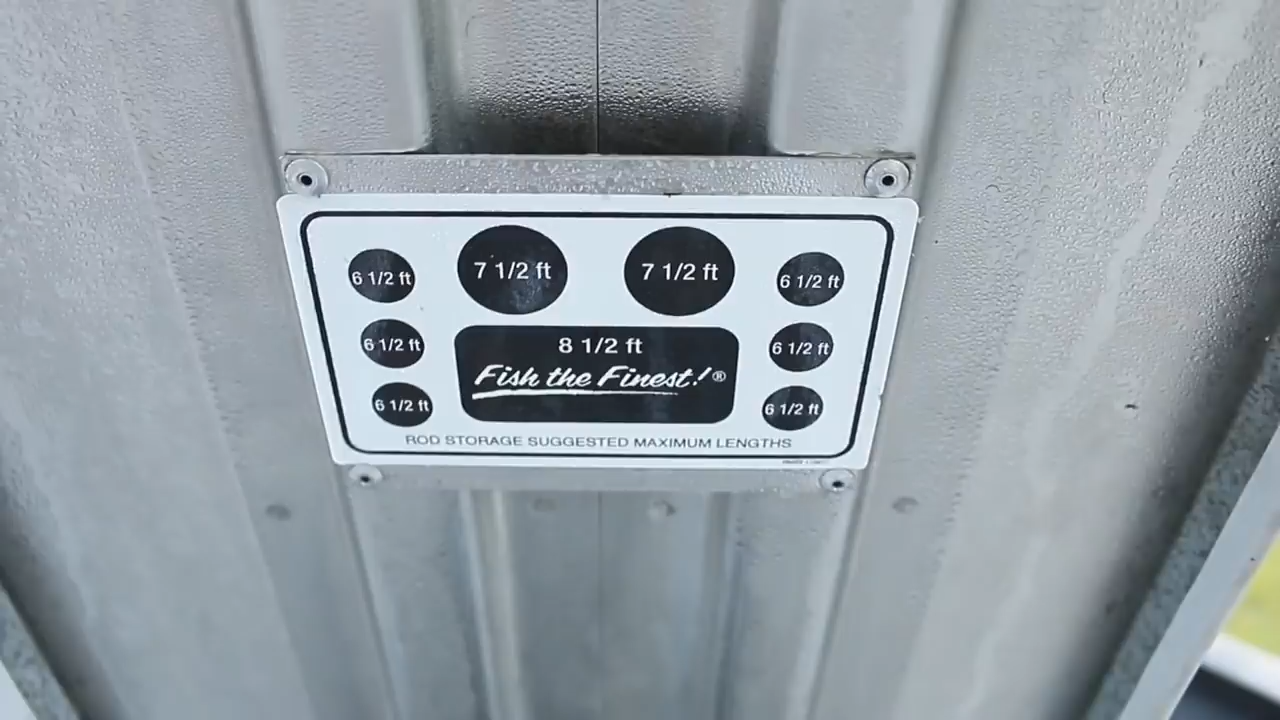 7 1/2 ft 7 1/2 ft
6 1/2 ft 6 1/2 ft
6 1/2 ft 8 1/2 ft 6 1/2 ft
Fish the Finest!®
6 1/2 ft 6 1/2 ft
ROD STORAGE SUGGESTED MAXIMUM LENGTHS